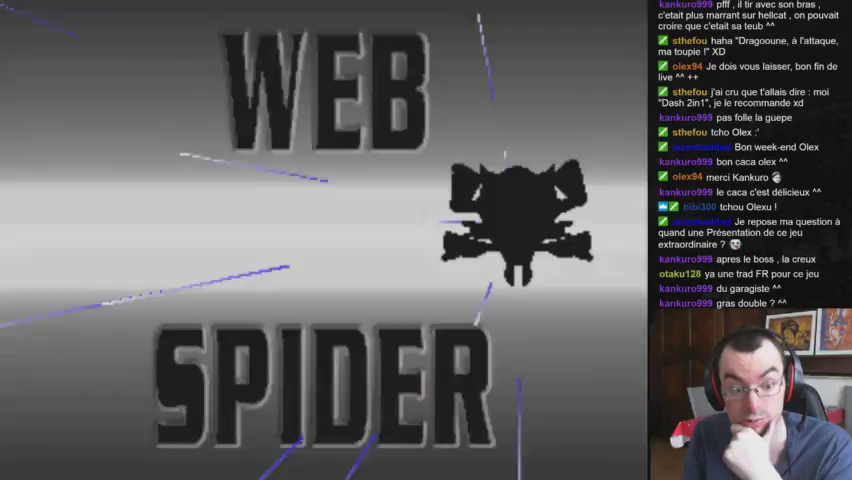 WEB
SPIDER
kankuro999 pfff , il tir avec son bras ,
c'etait plus marrant sur hellcat , on pouvait
croire que c'etait sa teub ^^
sthefou haha "Dragooune, à l'attaque,
ma toupie !" XD
olex94 Je dois vous laisser, bon fin de
live ^^ ++
sthefou j'ai cru que t'allais dire : moi
"Dash 2in1", je le recommande xd
kankuro999 pas folle la guepe
sthefou tcho Olex :'
Bon week-end Olex
kankuro999 bon caca olex ^^
olex94 merci Kankuro
kankuro999 le caca c'est délicieux ^^
tiibi300 tchou Olexu !
Je repose ma question à
quand une Présentation de ce jeu
extraordinaire ?
kankuro999 apres le boss , la creux
otaku128 ya une trad FR pour ce jeu
kankuro999 du garagiste ^^
kankuro999 gras double ? ^^